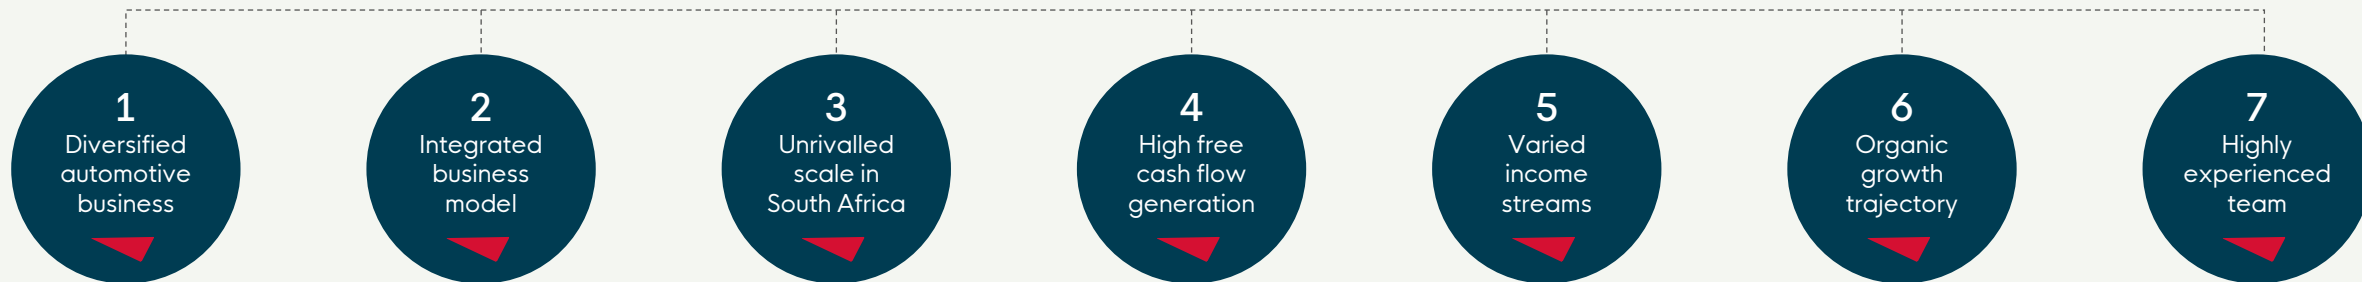 1
Diversified
automotive
business
2
Integrated
business
model
3
Unrivalled
scale in
South Africa
4
High free
cash flow
generation
5
Varied
income
streams
6
Organic
growth
trajectory
7
Highly
experienced
team